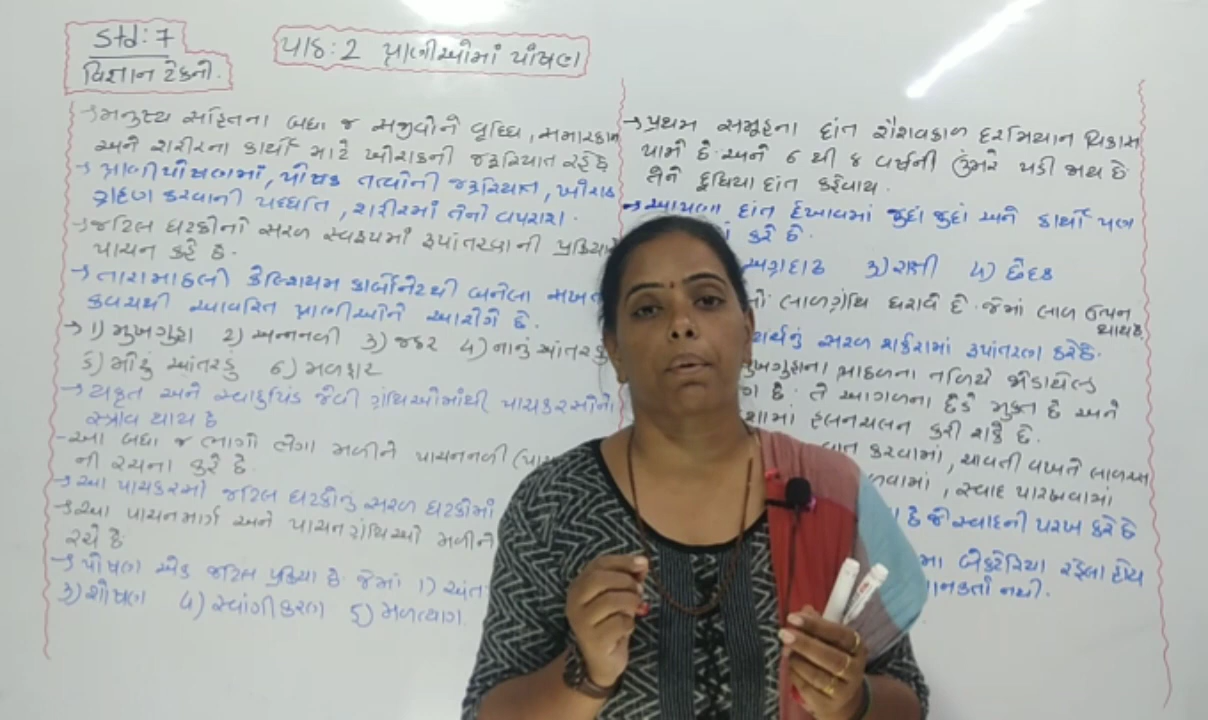 Std: 7
વિજ્ઞાન ટેકનો.
પાઠ: 2 પ્રાણીઓમાં પોષણ
→ મનુષ્ય સહિતના બધા જ સજીવોને વૃધ્ધિ, સમારકામ
અને શરીરના કાર્યો માટે ખોરાકની જરૂરિયાત રહે છે
→ પ્રાણીપોષણમાં, પોષક તત્વોની જરૂરિયાત, ખોરાક
ગ્રહણ કરવાની પધ્ધતિ, શરીરમાં તેનો વપરાશ.
→ જટિલ ઘટકોનો સરળ સ્વરૂપમાં રૂપાંતરણની પ્રક્રિયા
પાચન કહે છે.
→ તારામાછલી કેલ્શિયમ કાર્બોનેટથી બનેલા સખત
કવચથી આવરિત પ્રાણીઓને આરોગે છે.
→ 1) મુખગુહા 2) અન્નનળી 3) જઠર 4) નાનું આંતરડુ
5) મોટું આંતરડું 6) મળદ્વાર
→ યકૃત અને સ્વાદુપિંડ જેવી ગ્રંથિઓમાંથી પાચકરસોનો
સ્ત્રાવ થાય છે
- આ બધા જ ભાગો ભેગા મળીને પાચનનળી (પા
ની રચના કરે છે.
→ આ પાચકરસો જટિલ ઘટકોનું સરળ ઘટકોમાં
→ આ પાચનમાર્ગ અને પાચનગ્રંથિઓ મળીને
રચે છે
→ પોષણ એક જટિલ પ્રક્રિયા છે જેમાં 1) અંત:
3) શોષણ 4) સ્વાંગીકરણ 5) મળત્યાગ.
→ પ્રથમ સમૂહના દાંત શૈશવકાળ દરમિયાન વિકાસ
પામે છે અને 6 થી 8 વર્ષની ઉંમરે પડી જાય છે
તેને દૂધિયા દાંત કહેવાય.
→ આપણા દાંત દેખાવમાં જુદાં જુદાં અને કાર્યો પણ
કરે છે.
અગ્રદાઢ 3) રાક્ષી 4) છેદક
લાળગ્રંથિ ધરાવે છે. જેમાં લાળ ઉત્પન
થાય છે.
સરળ શર્કરામાં રૂપાંતરણ કરે છે.
મુખગુહાના પાછળના તળિયે જોડાયેલુ
છે. તે આગળના છેડે મુક્ત છે અને
હલનચલન કરી શકે છે.
વાત કરવામાં, ચાવતી વખતે લાળરસ
સ્વાદ પારખવામાં
છે જે સ્વાદની પરખ કરે છે
બેક્ટેરિયા રહેલા હોય
નથી.